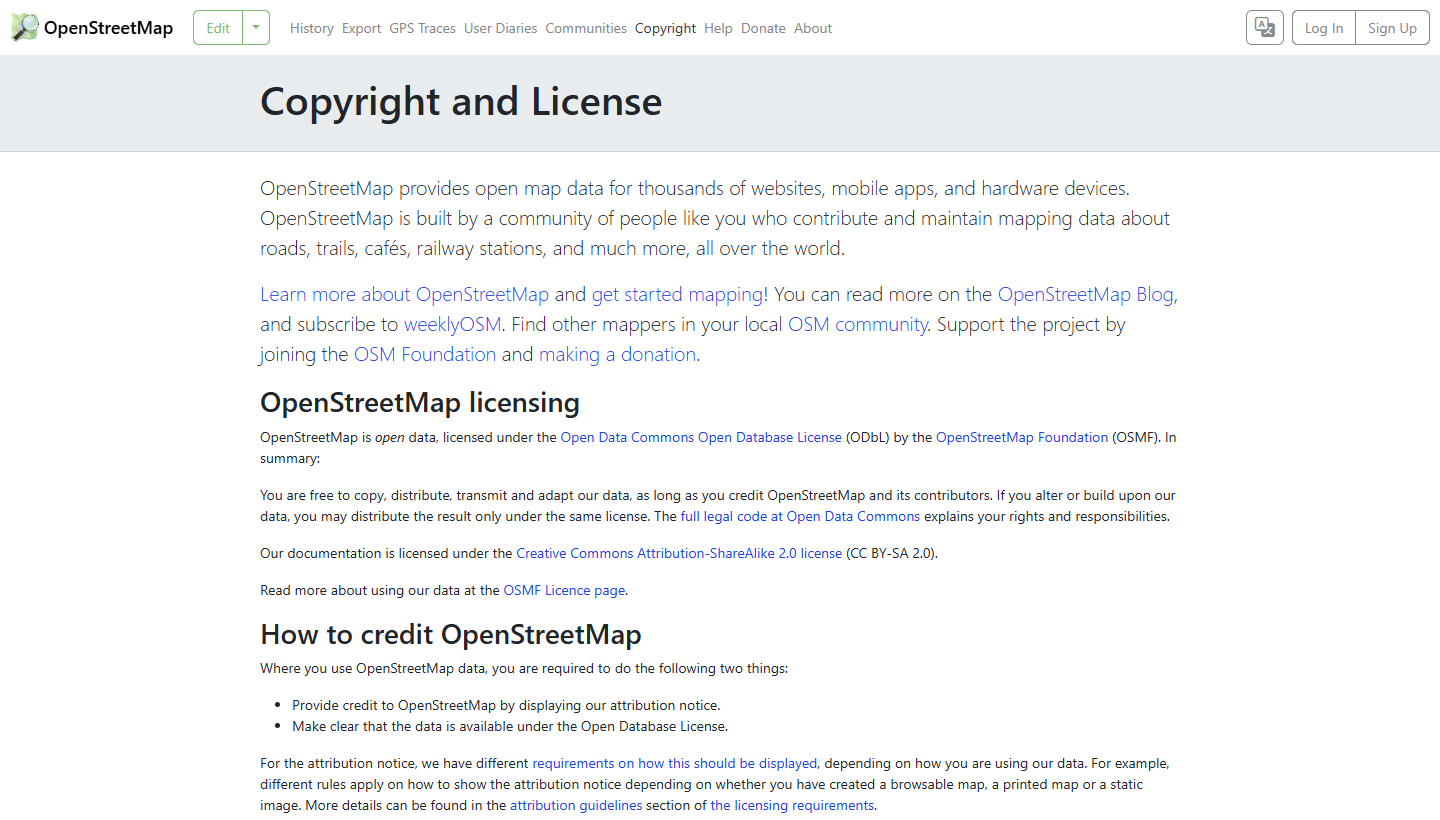 OpenStreetMap
Edit
History Export GPS Traces User Diaries Communities Copyright Help Donate About
Log In Sign Up
Copyright and License
OpenStreetMap provides open map data for thousands of websites, mobile apps, and hardware devices.
OpenStreetMap is built by a community of people like you who contribute and maintain mapping data about
roads, trails, cafés, railway stations, and much more, all over the world.
Learn more about OpenStreetMap and get started mapping! You can read more on the OpenStreetMap Blog,
and subscribe to weeklyOSM. Find other mappers in your local OSM community. Support the project by
joining the OSM Foundation and making a donation.
OpenStreetMap licensing
OpenStreetMap is open data, licensed under the Open Data Commons Open Database License (ODbL) by the OpenStreetMap Foundation (OSMF). In
summary:
You are free to copy, distribute, transmit and adapt our data, as long as you credit OpenStreetMap and its contributors. If you alter or build upon our
data, you may distribute the result only under the same license. The full legal code at Open Data Commons explains your rights and responsibilities.
Our documentation is licensed under the Creative Commons Attribution-ShareAlike 2.0 license (CC BY-SA 2.0).
Read more about using our data at the OSMF Licence page.
How to credit OpenStreetMap
Where you use OpenStreetMap data, you are required to do the following two things:
• Provide credit to OpenStreetMap by displaying our attribution notice.
• Make clear that the data is available under the Open Database License.
For the attribution notice, we have different requirements on how this should be displayed, depending on how you are using our data. For example,
different rules apply on how to show the attribution notice depending on whether you have created a browsable map, a printed map or a static
image. More details can be found in the attribution guidelines section of the licensing requirements.